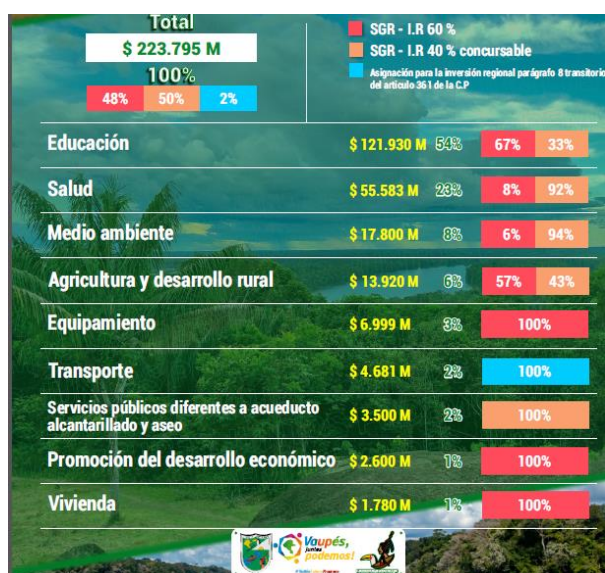 Total
$ 223.795 M
100%
48% 50% 2%
SGR - I.R 60 %
SGR - I.R 40 % concursable
Asignación para la inversión regional parágrafo 8 transitorio
del artículo 361 de la C.P
Educación $ 121.930 M 54% 67% 33%
Salud $ 55.583 M 23% 8% 92%
Medio ambiente $ 17.800 M 8% 6% 94%
Agricultura y desarrollo rural $ 13.920 M 6% 57% 43%
Equipamiento $ 6.999 M 3% 100%
Transporte $ 4.681 M 2% 100%
Servicios públicos diferentes a acueducto
alcantarillado y aseo $ 3.500 M 2% 100%
Promoción del desarrollo económico $ 2.600 M 1% 100%
Vivienda $ 1.780 M 1% 100%
Vaupés,
juntos
podemos!